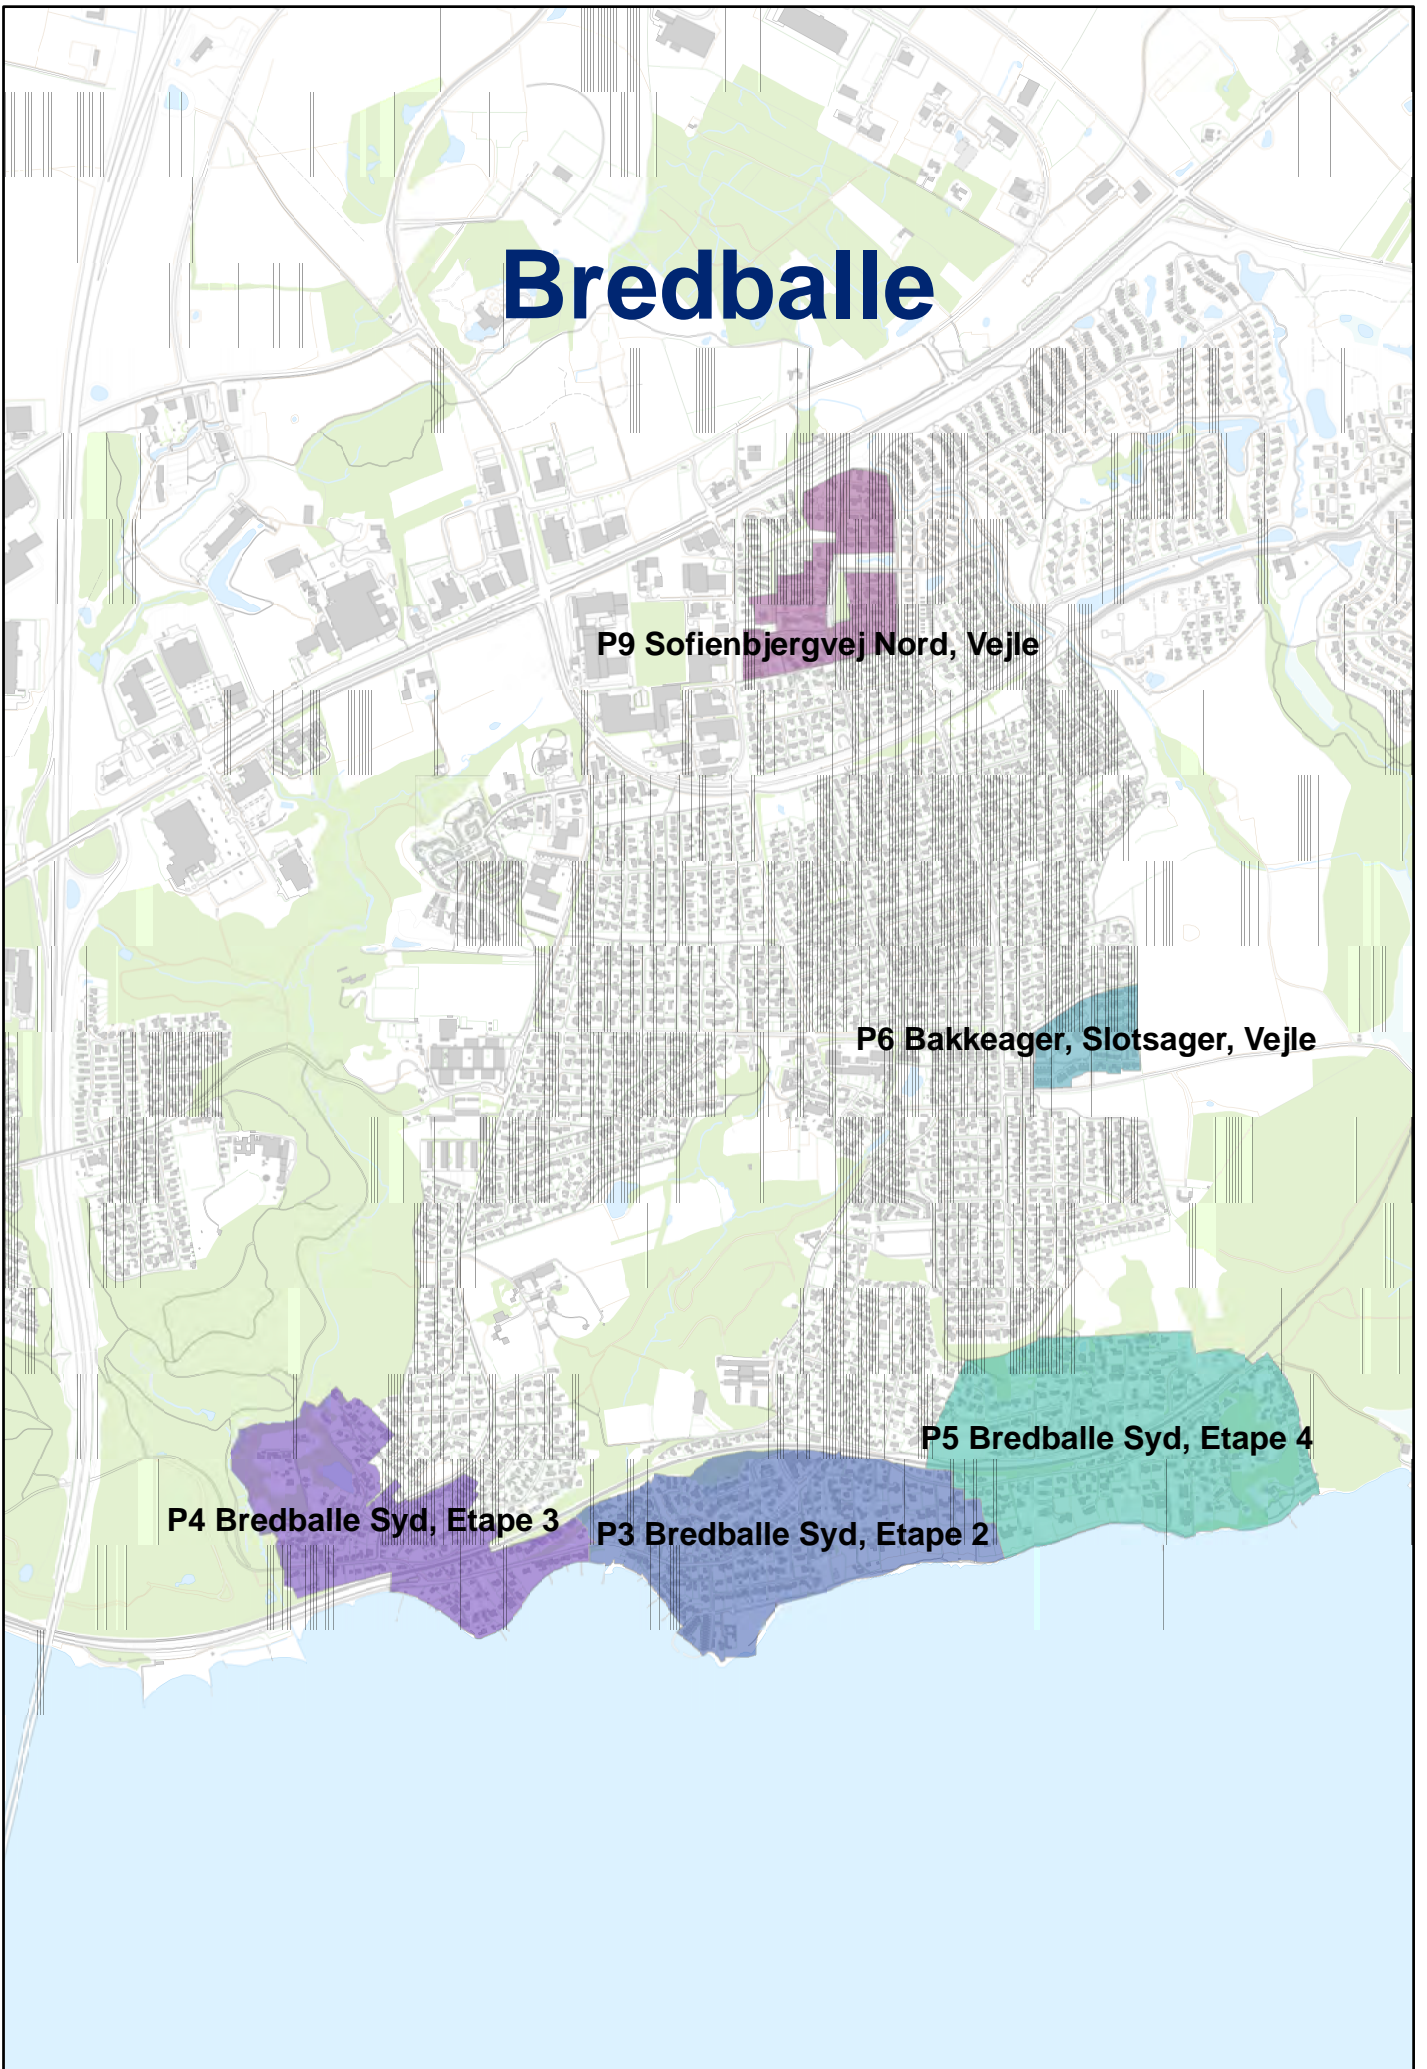 Bredballe
P9 Sofienbjergvej Nord, Vejle
P6 Bakkeager, Slotsager, Vejle
P5 Bredballe Syd, Etape 4
P4 Bredballe Syd, Etape 3
P3 Bredballe Syd, Etape 2